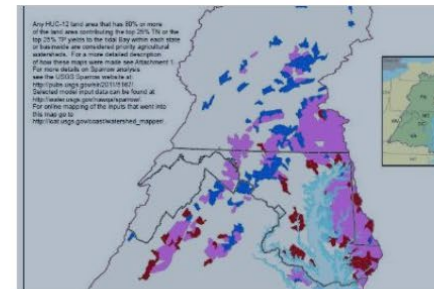 Any HUC-12 land area that has 80% or more
of the land area contributing the top 25% TN or the
top 25% TP yields to the tidal Bay within each state
or basinwide are considered priority agricultural
watersheds. For a more detailed description
of how these maps were made see Attachment 1.
For more details on Sparrow analysis
see the USGS Sparrow website at:
Selected model input data can be found at
For online mapping of the inputs that went into
this map go to